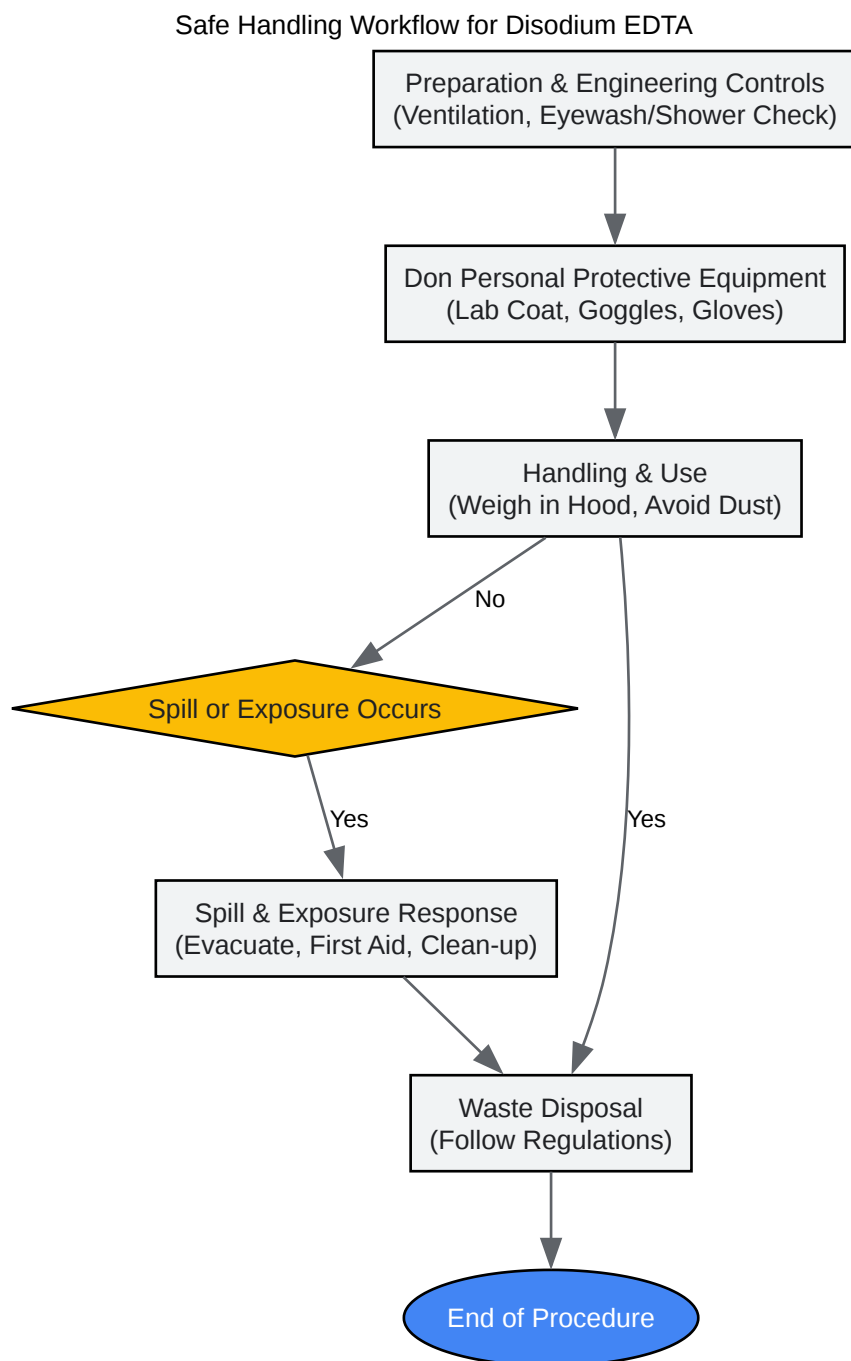 Safe Handling Workflow for Disodium EDTA
Preparation & Engineering Controls
(Ventilation, Eyewash/Shower Check)
Don Personal Protective Equipment
(Lab Coat, Goggles, Gloves)
Handling & Use
(Weigh in Hood, Avoid Dust)
No
Spill or Exposure Occurs
Yes
Yes
Spill & Exposure Response
(Evacuate, First Aid, Clean-up)
Waste Disposal
(Follow Regulations)
End of Procedure